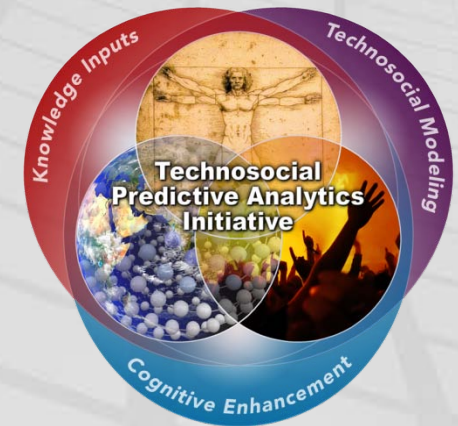 Knowledge Inputs
Technosocial Modeling
Technosocial
Predictive Analytics
Initiative
Cognitive Enhancement